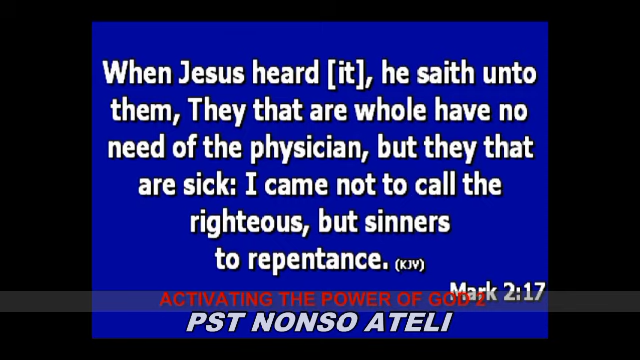 When Jesus heard [it], he saith unto
them, They that are whole have no
need of the physician, but they that
are sick: I came not to call the
righteous, but sinners
to repentance. (KJV)
Mark 2:17
ACTIVATING THE POWER OF GOD 2
PST NONSO ATELI